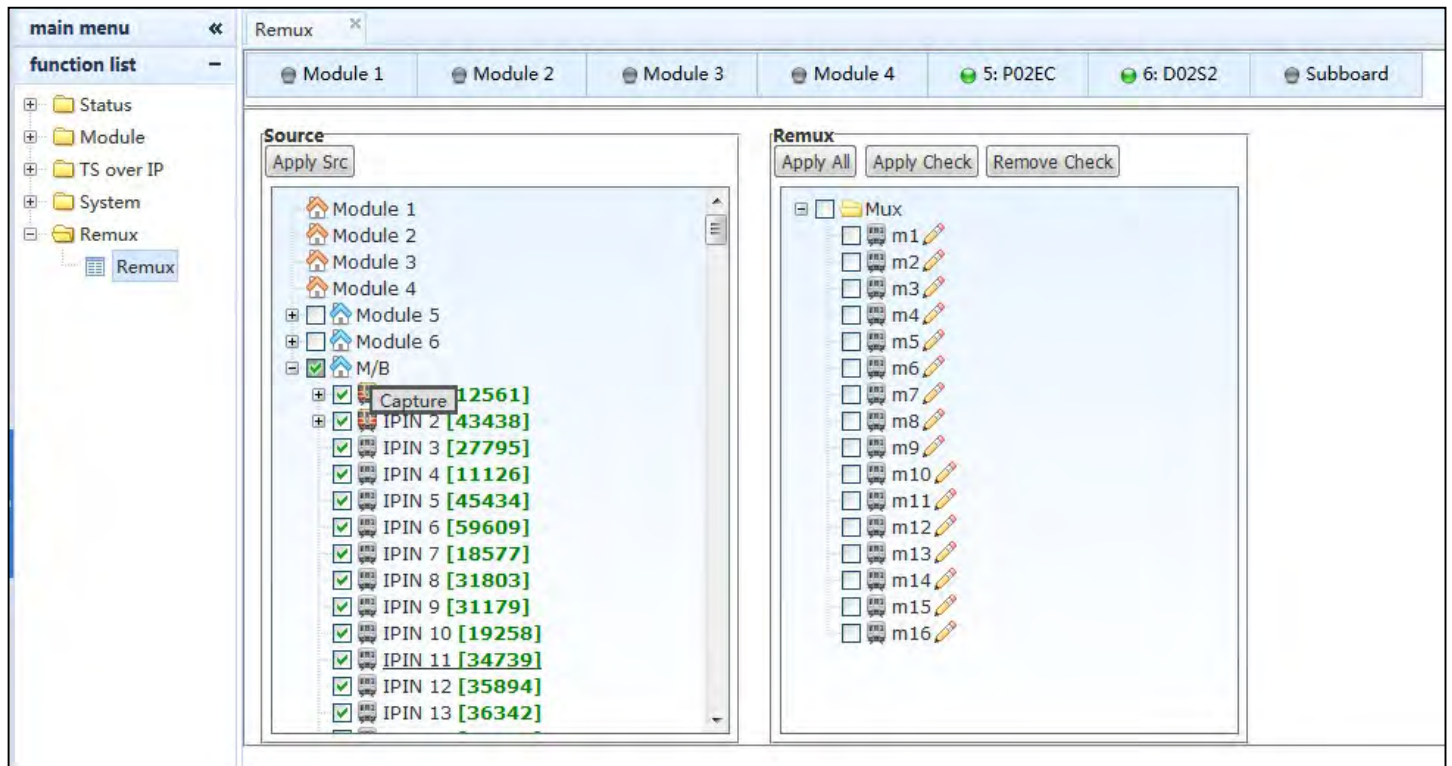 main menu «
function list −
Status
Module
TS over IP
System
Remux
Remux
Remux ×
Module 1 Module 2 Module 3 Module 4 5: P02EC 6: D02S2 Subboard
Source
Apply Src
Module 1
Module 2
Module 3
Module 4
Module 5
Module 6
M/B
Capture 12561]
IPIN 2 [43438]
IPIN 3 [27795]
IPIN 4 [11126]
IPIN 5 [45434]
IPIN 6 [59609]
IPIN 7 [18577]
IPIN 8 [31803]
IPIN 9 [31179]
IPIN 10 [19258]
IPIN 11 [34739]
IPIN 12 [35894]
IPIN 13 [36342]
Remux
Apply All Apply Check Remove Check
Mux
m1
m2
m3
m4
m5
m6
m7
m8
m9
m10
m11
m12
m13
m14
m15
m16